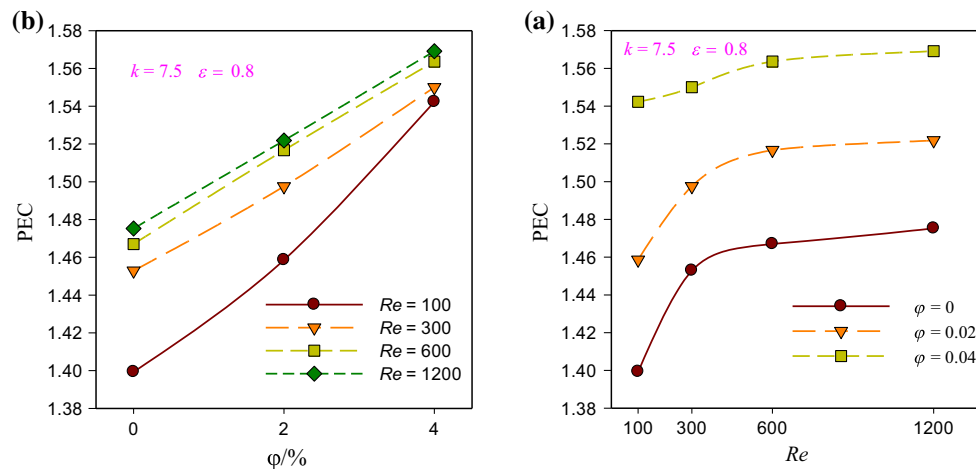 (b)
k = 7.5 ε = 0.8
PEC
1.58
1.56
1.54
1.52
1.50
1.48
1.46
1.44
1.42
1.40
1.38
0
2
4
φ/%
Re = 100
Re = 300
Re = 600
Re = 1200
(a)
k = 7.5 ε = 0.8
PEC
1.58
1.56
1.54
1.52
1.50
1.48
1.46
1.44
1.42
1.40
1.38
100
300
600
1200
Re
φ = 0
φ = 0.02
φ = 0.04